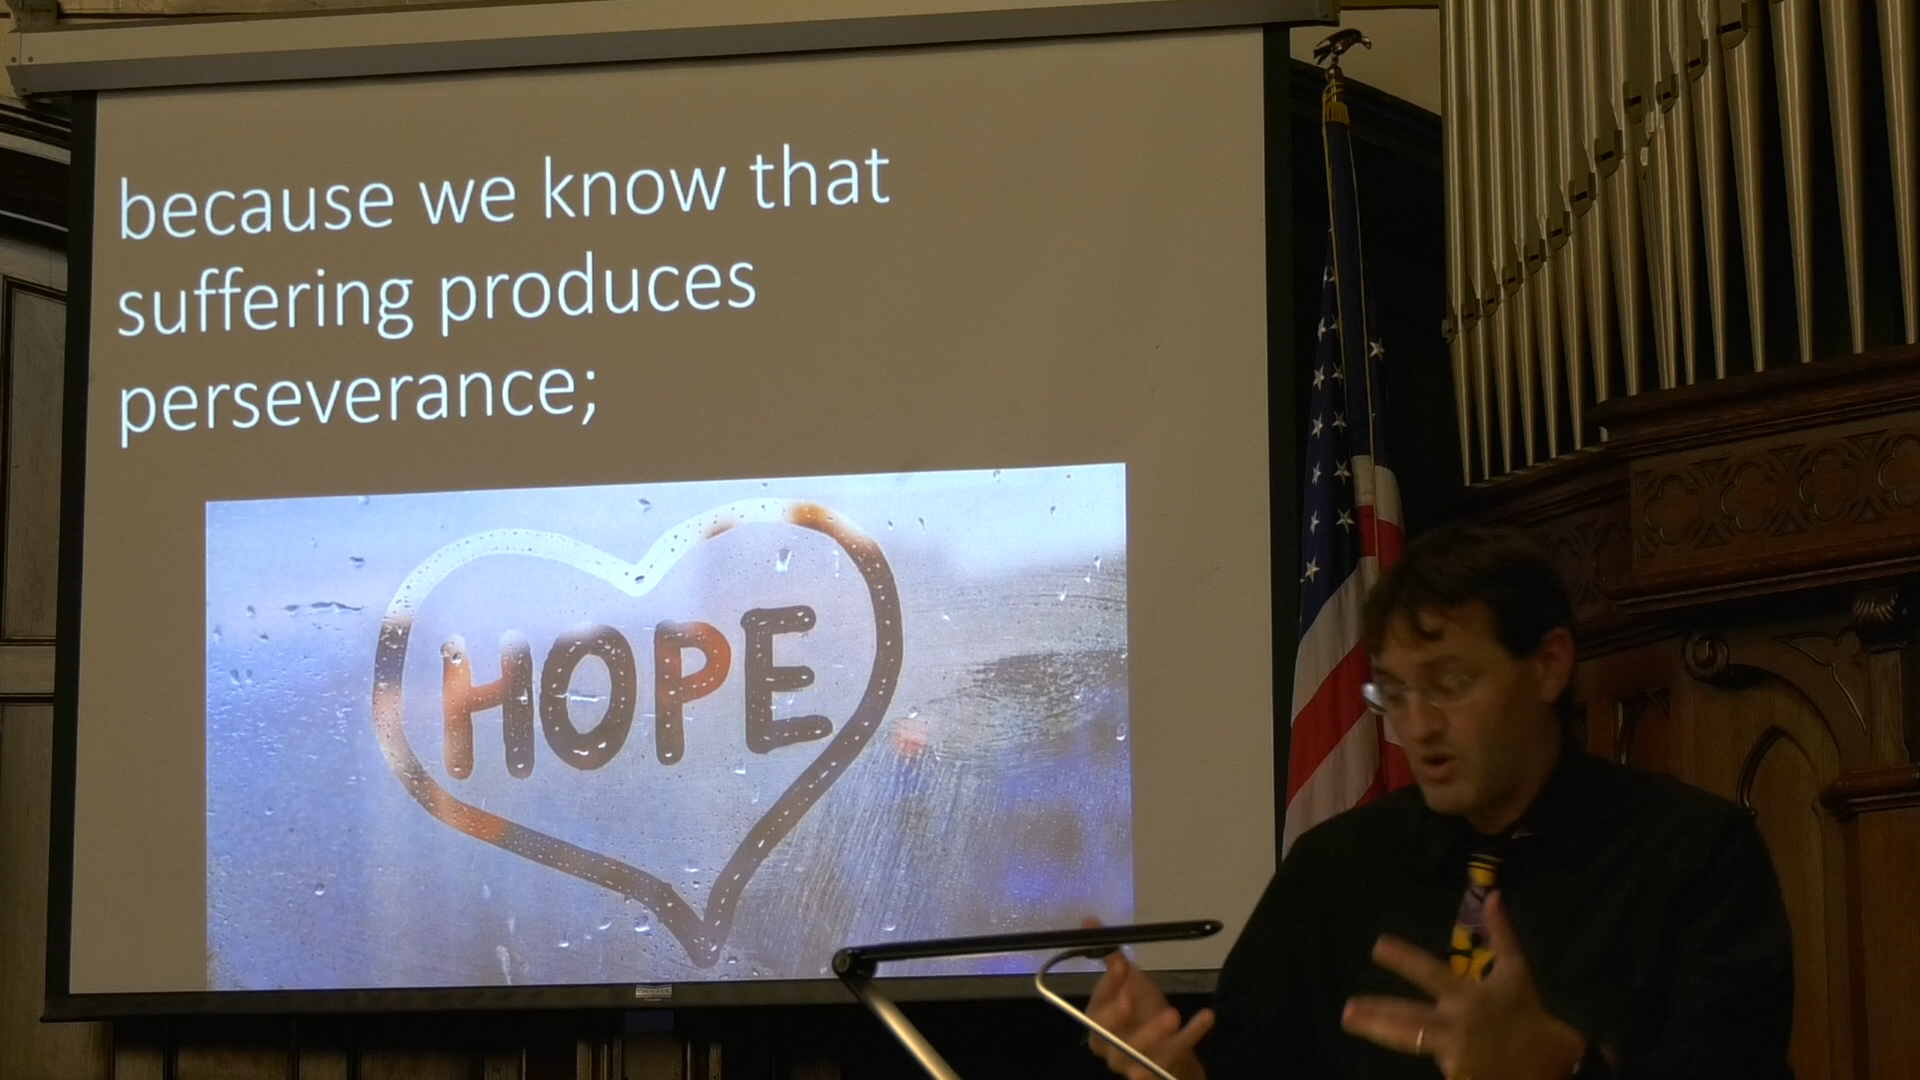 because we know that
suffering produces
perseverance;
HOPE